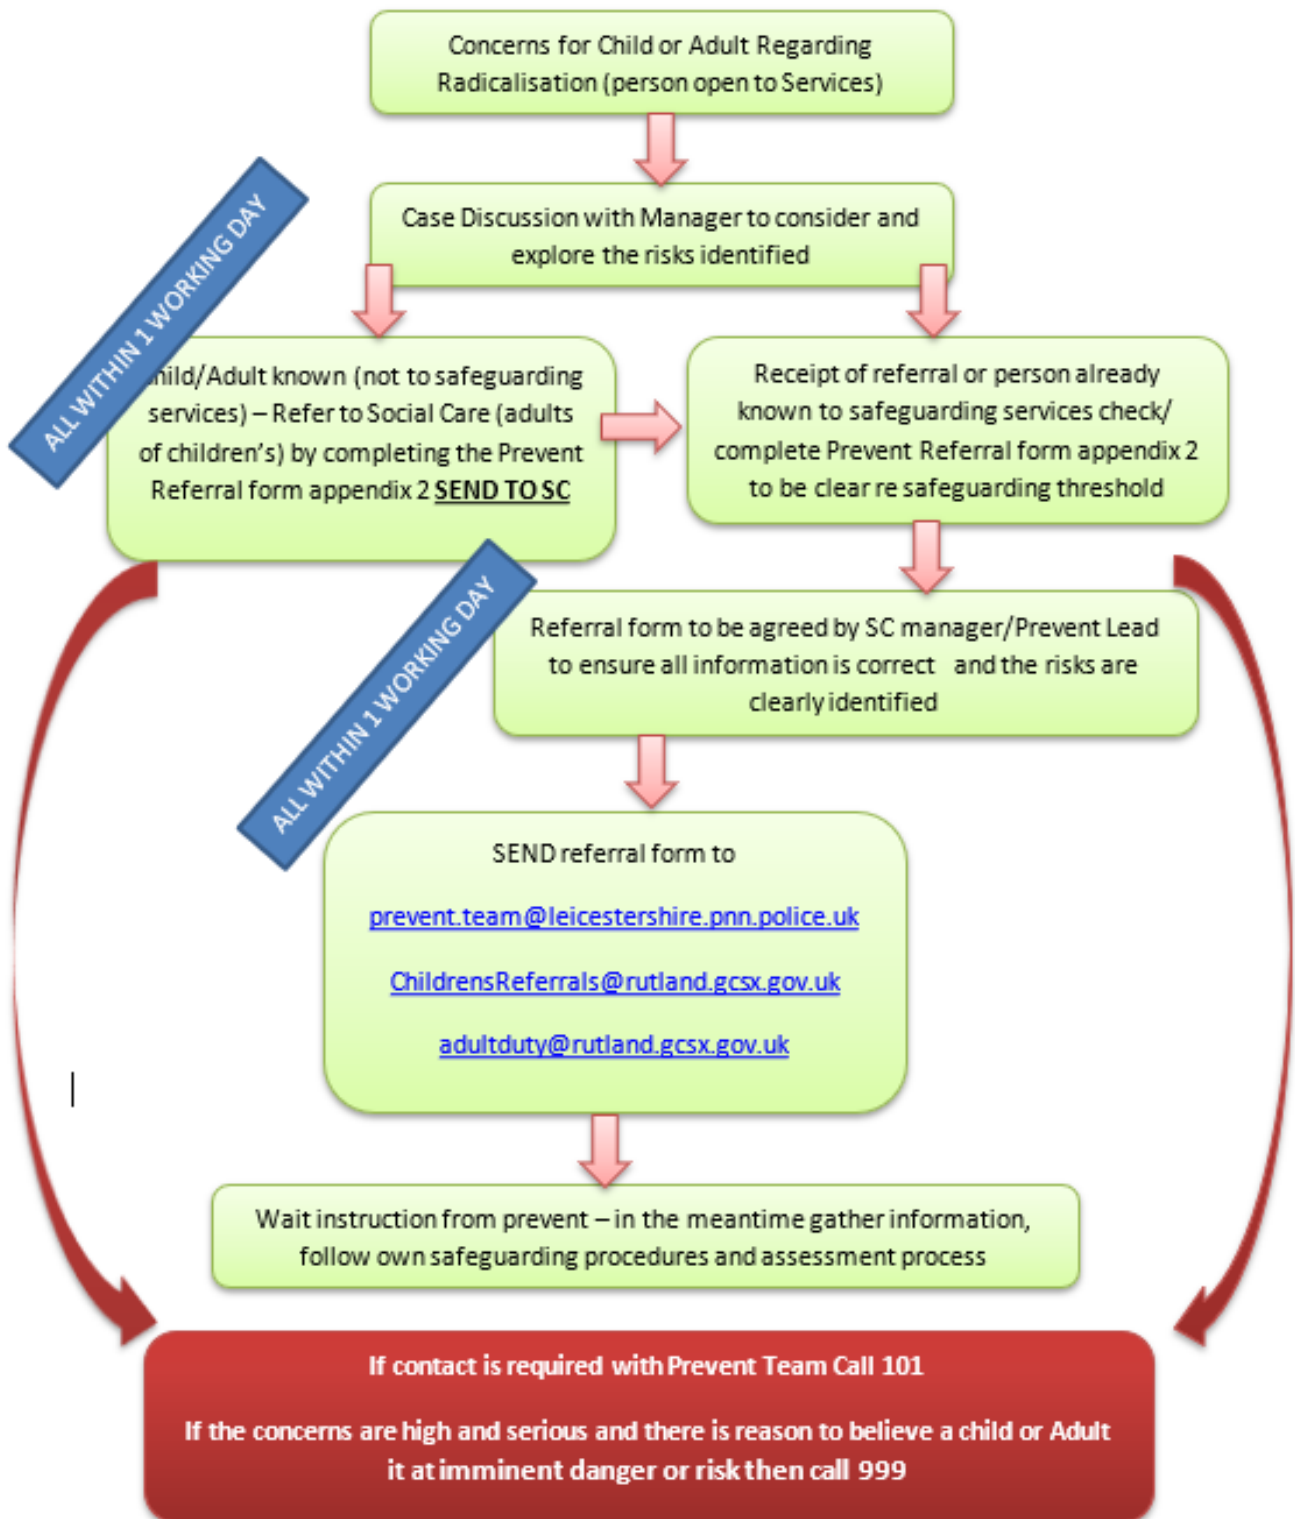 Concerns for Child or Adult Regarding
Radicalisation (person open to Services)
Case Discussion with Manager to consider and
explore the risks identified
ALL WITHIN 1 WORKING DAY
hild/Adult known (not to safeguarding
services) – Refer to Social Care (adults
of children's) by completing the Prevent
Referral form appendix 2 SEND TO SC
Receipt of referral or person already
known to safeguarding services check/
complete Prevent Referral form appendix 2
to be clear re safeguarding threshold
ALL WITHIN 1 WORKING DAY
Referral form to be agreed by SC manager/Prevent Lead
to ensure all information is correct and the risks are
clearly identified
SEND referral form to
prevent.team@leicestershire.pnn.police.uk
ChildrensReferrals@rutland.gcsx.gov.uk
adultduty@rutland.gcsx.gov.uk
Wait instruction from prevent – in the meantime gather information,
follow own safeguarding procedures and assessment process
If contact is required with Prevent Team Call 101
If the concerns are high and serious and there is reason to believe a child or Adult
it at imminent danger or risk then call 999